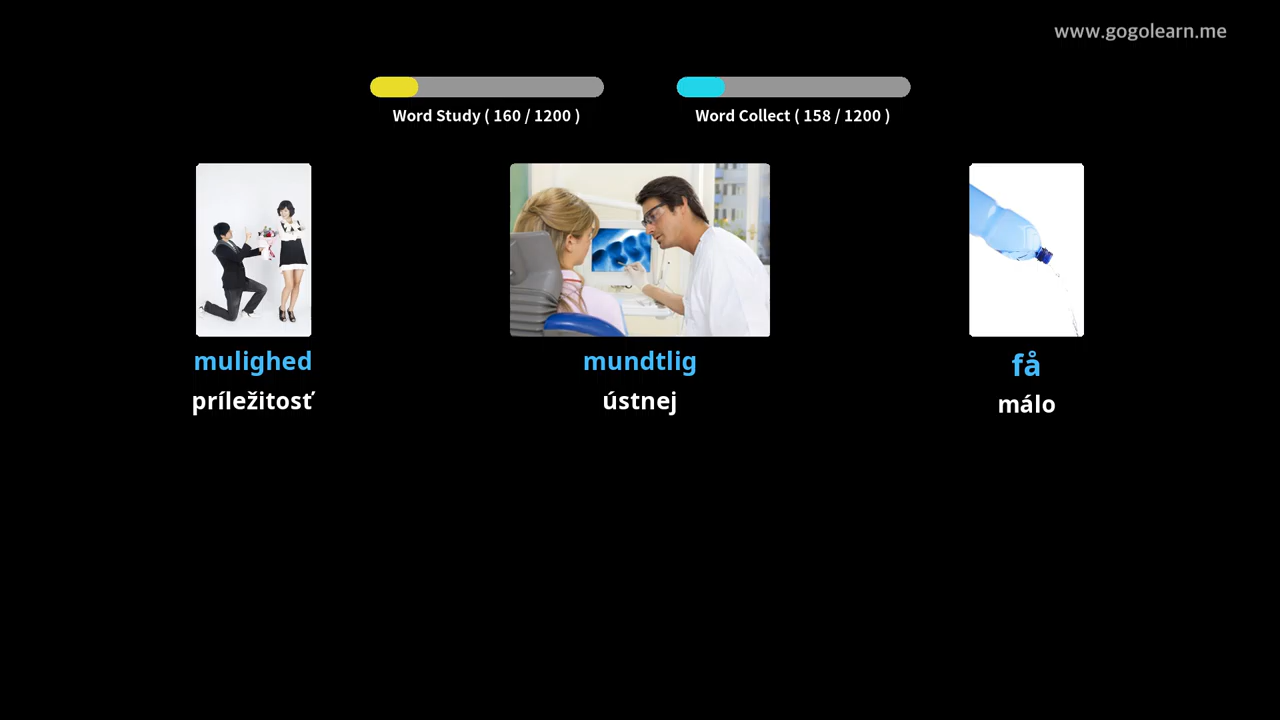 www.gogolearn.me
Word Study ( 160 / 1200 )
Word Collect ( 158 / 1200 )
mulighed
mundtlig
få
príležitosť
ústnej
málo